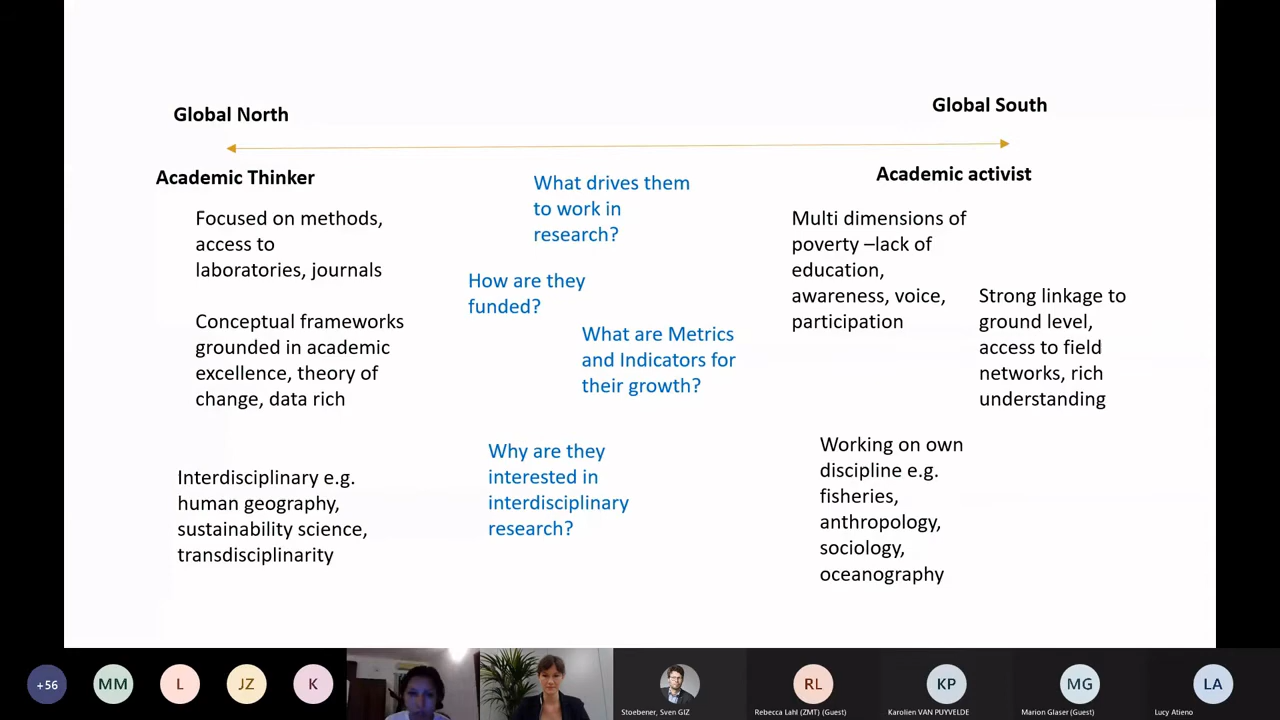 Global North
Global South
Academic Thinker
Academic activist
Focused on methods,
access to
laboratories, journals
Conceptual frameworks
grounded in academic
excellence, theory of
change, data rich
Interdisciplinary e.g.
human geography,
sustainability science,
transdisciplinarity
What drives them
to work in
research?
How are they
funded?
What are Metrics
and Indicators for
their growth?
Why are they
interested in
interdisciplinary
research?
Multi dimensions of
poverty –lack of
education,
awareness, voice,
participation
Strong linkage to
ground level,
access to field
networks, rich
understanding
Working on own
discipline e.g.
fisheries,
anthropology,
sociology,
oceanography
+56
MM
L
JZ
K
Stoebener, Sven GIZ
RL
Rebecca Lahl (ZMT) (Guest)
KP
Karolien VAN PUYVELDE
MG
Marion Glaser (Guest)
LA
Lucy Atieno